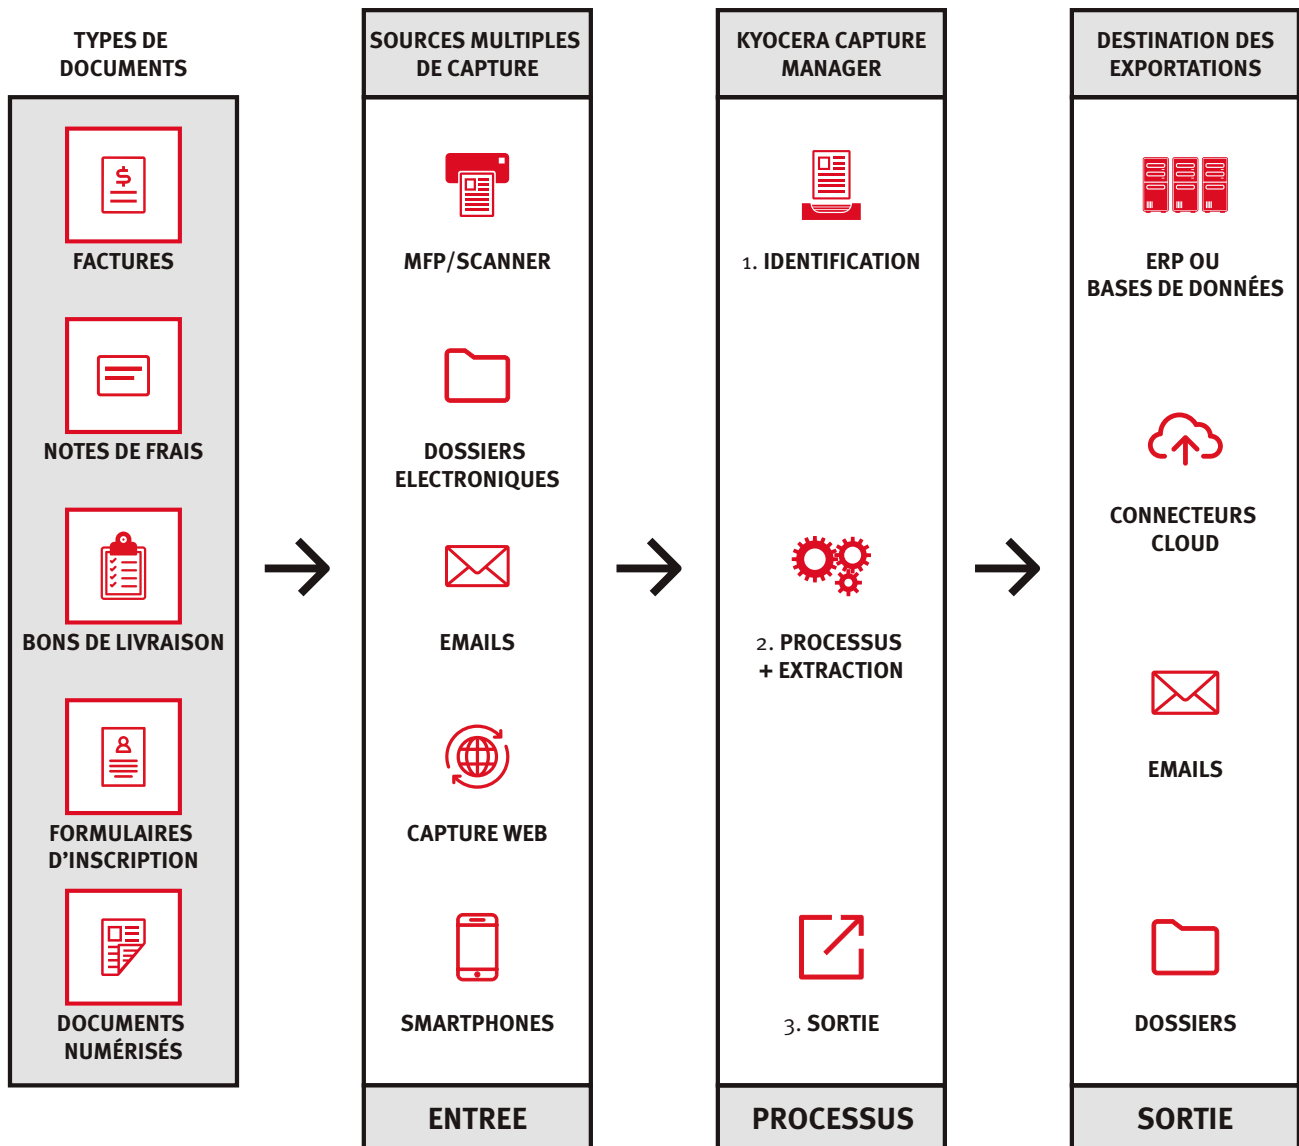 TYPES DE
DOCUMENTS
$
FACTURES
NOTES DE FRAIS
BONS DE LIVRAISON
FORMULAIRES
D’INSCRIPTION
DOCUMENTS
NUMÉRISÉS
SOURCES MULTIPLES
DE CAPTURE
MFP/SCANNER
DOSSIERS
ELECTRONIQUES
EMAILS
CAPTURE WEB
SMARTPHONES
ENTREE
KYOCERA CAPTURE
MANAGER
1. IDENTIFICATION
2. PROCESSUS
+ EXTRACTION
3. SORTIE
PROCESSUS
DESTINATION DES
EXPORTATIONS
ERP OU
BASES DE DONNÉES
CONNECTEURS
CLOUD
EMAILS
DOSSIERS
SORTIE